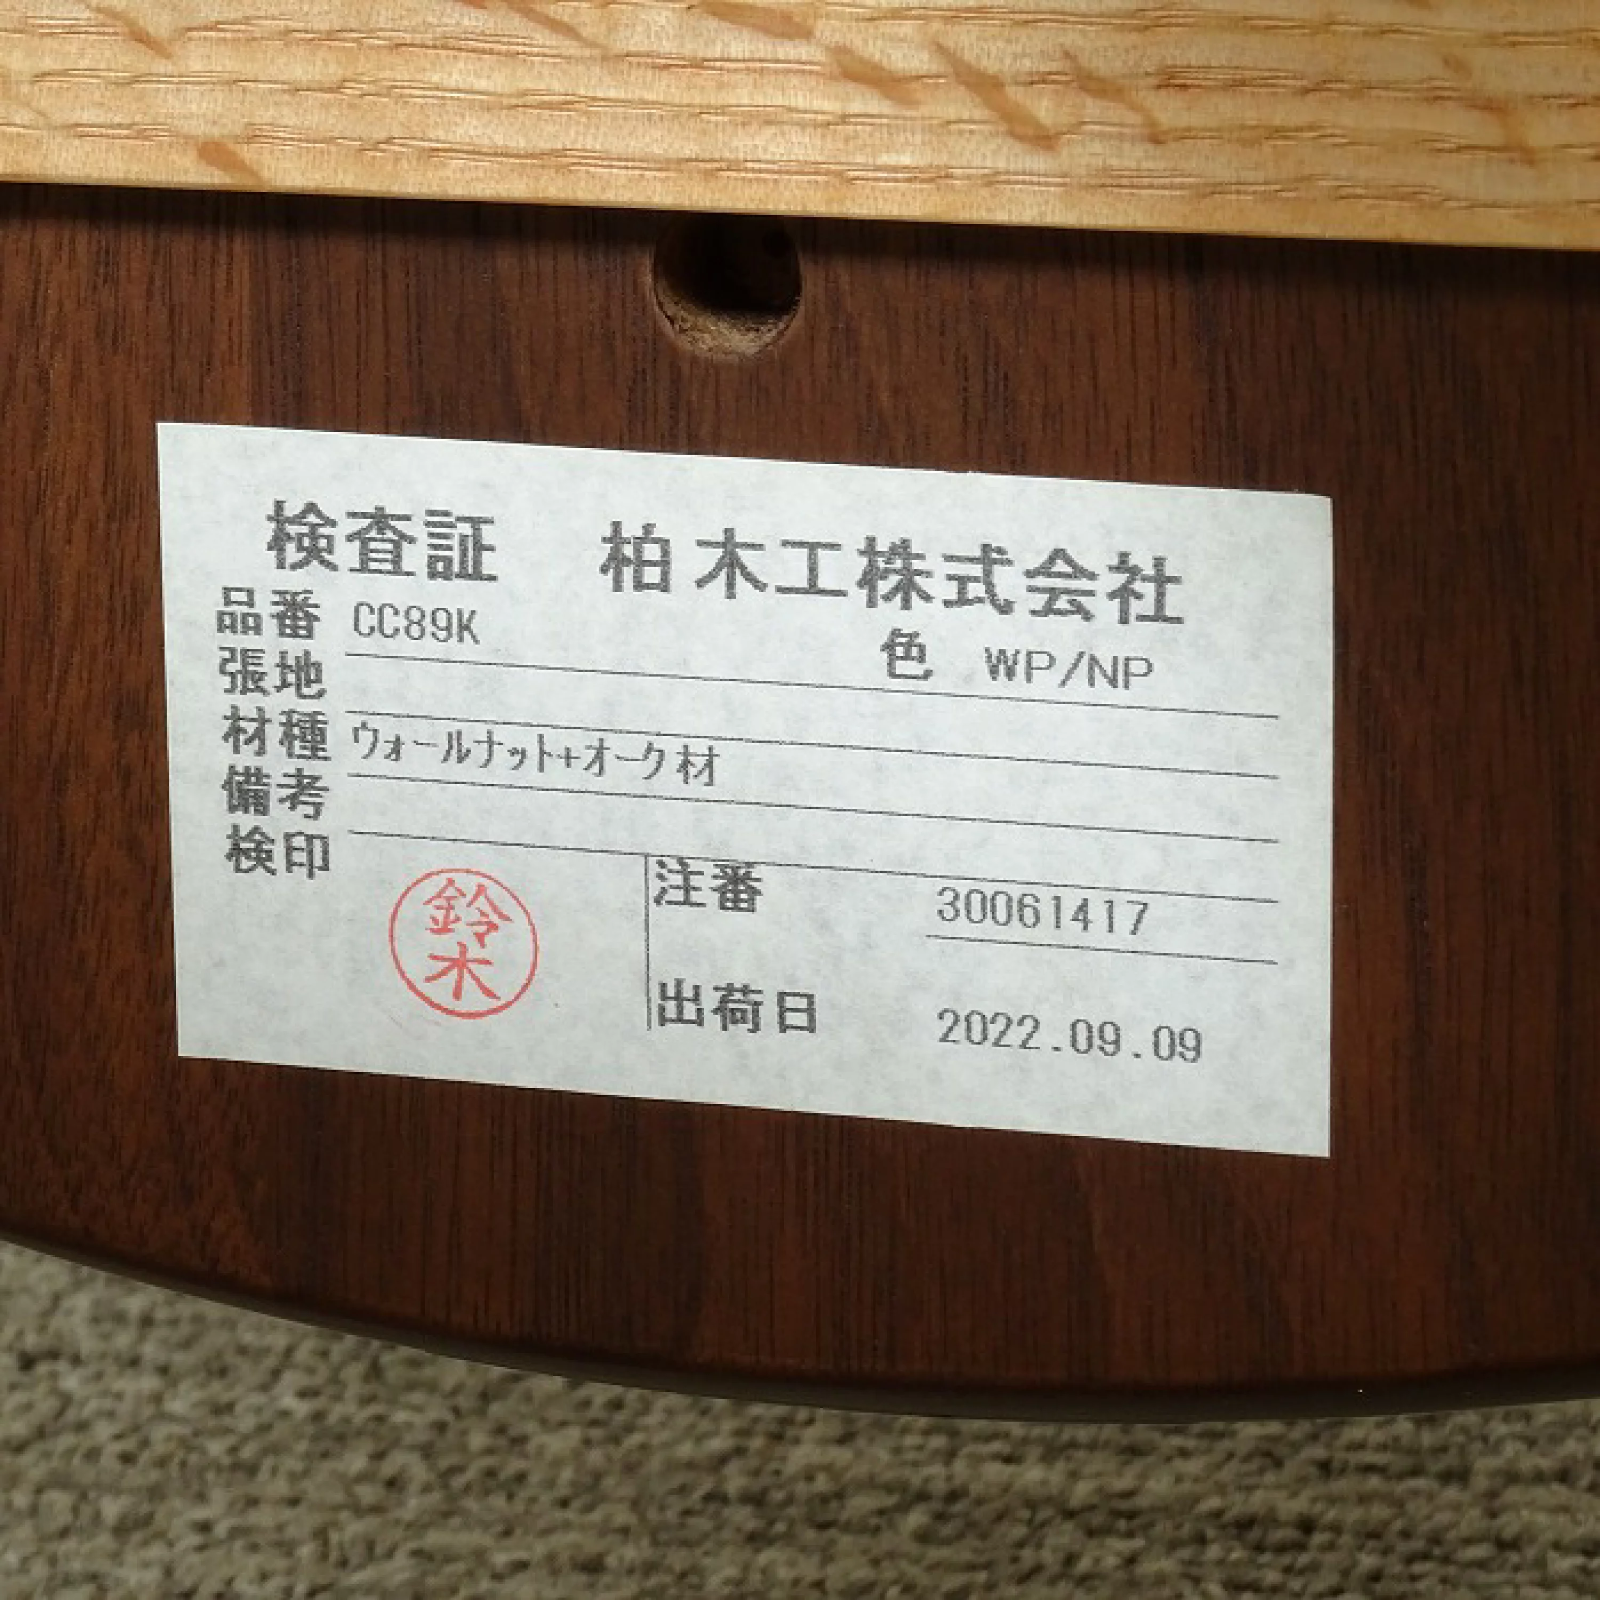 検査証 柏木工株式会社
品番 CC89K 色 WP/NP
張地
材種 ウォールナット+オーク材
備考
検印
鈴木
注番 30061417
出荷日 2022.09.09